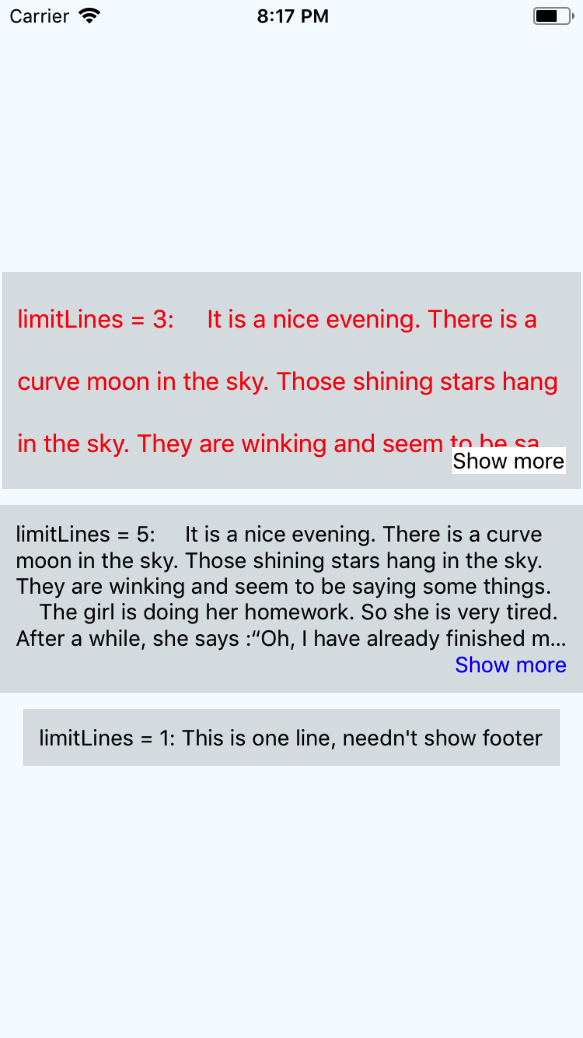 Carrier 8:17 PM
limitLines = 3: It is a nice evening. There is a
curve moon in the sky. Those shining stars hang
in the sky. They are winking and seem to be sa
Show more
limitLines = 5: It is a nice evening. There is a curve
moon in the sky. Those shining stars hang in the sky.
They are winking and seem to be saying some things.
The girl is doing her homework. So she is very tired.
After a while, she says :“Oh, I have already finished m...
Show more
limitLines = 1: This is one line, needn't show footer